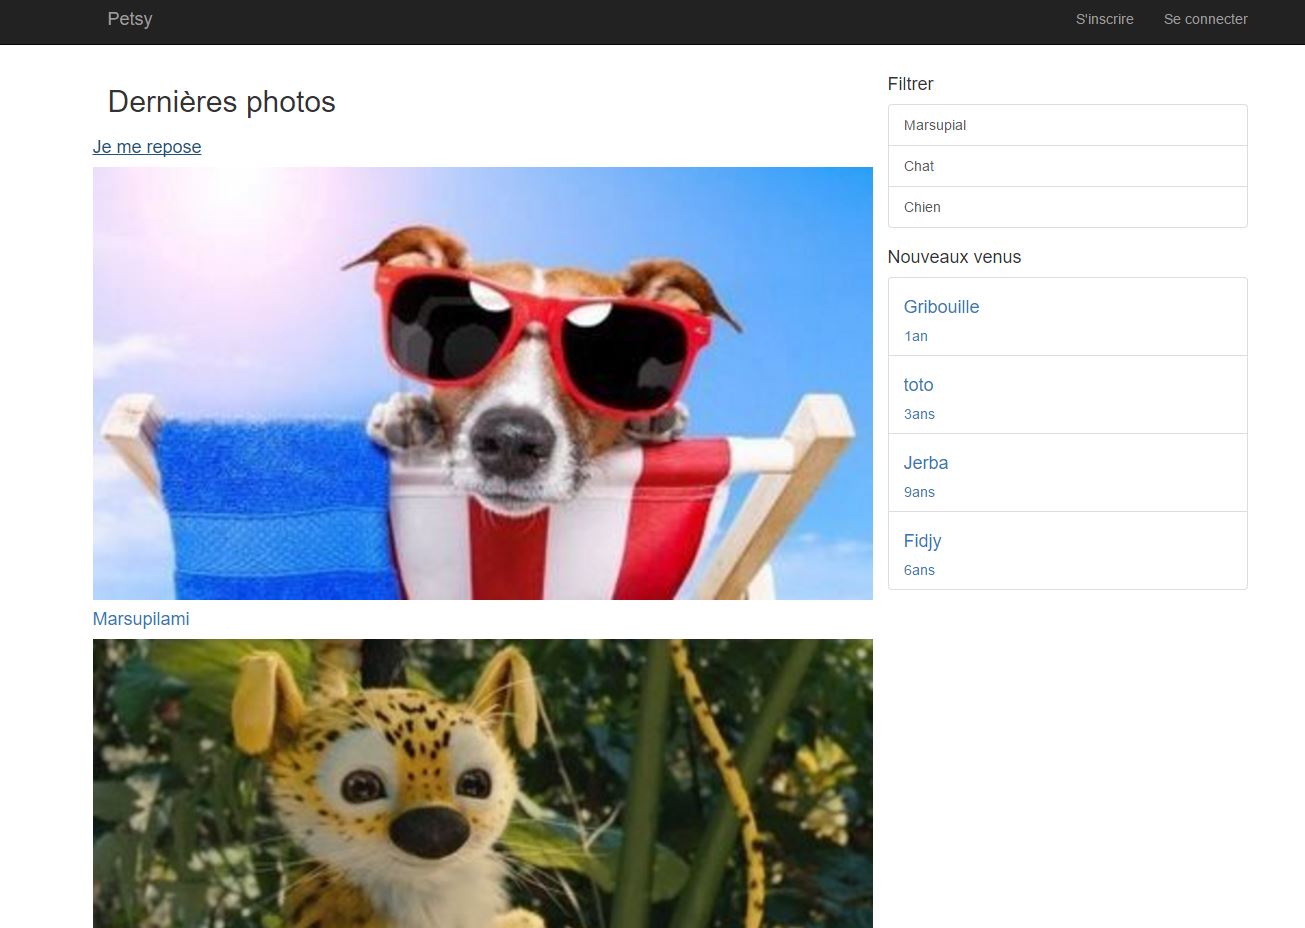 Petsy
S'inscrire
Se connecter
Dernières photos
Je me repose
Marsupilami
Filtrer
Marsupial
Chat
Chien
Nouveaux venus
Gribouille
1an
toto
3ans
Jerba
9ans
Fidjy
6ans